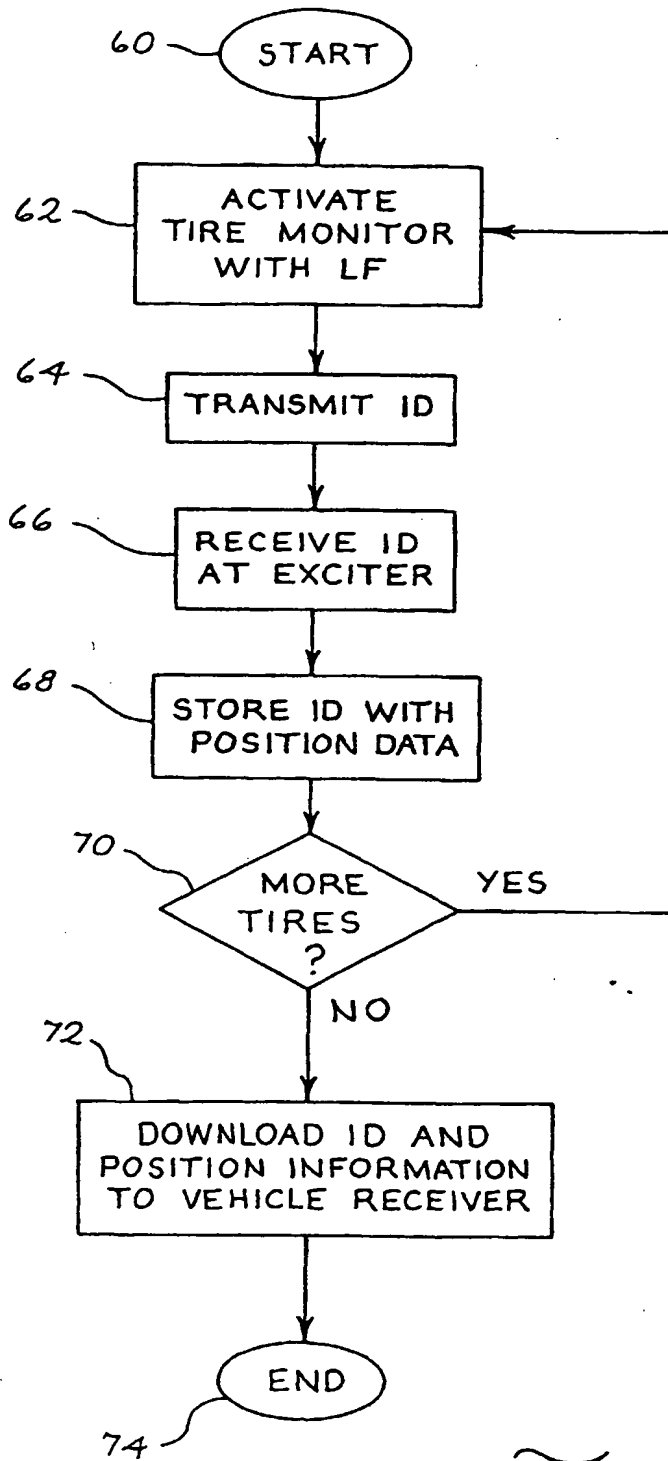 60
START
62
ACTIVATE
TIRE MONITOR
WITH LF
64
TRANSMIT ID
66
RECEIVE ID
AT EXCITER
68
STORE ID WITH
POSITION DATA
70
MORE
TIRES
?
YES
NO
72
DOWNLOAD ID AND
POSITION INFORMATION
TO VEHICLE RECEIVER
END
74